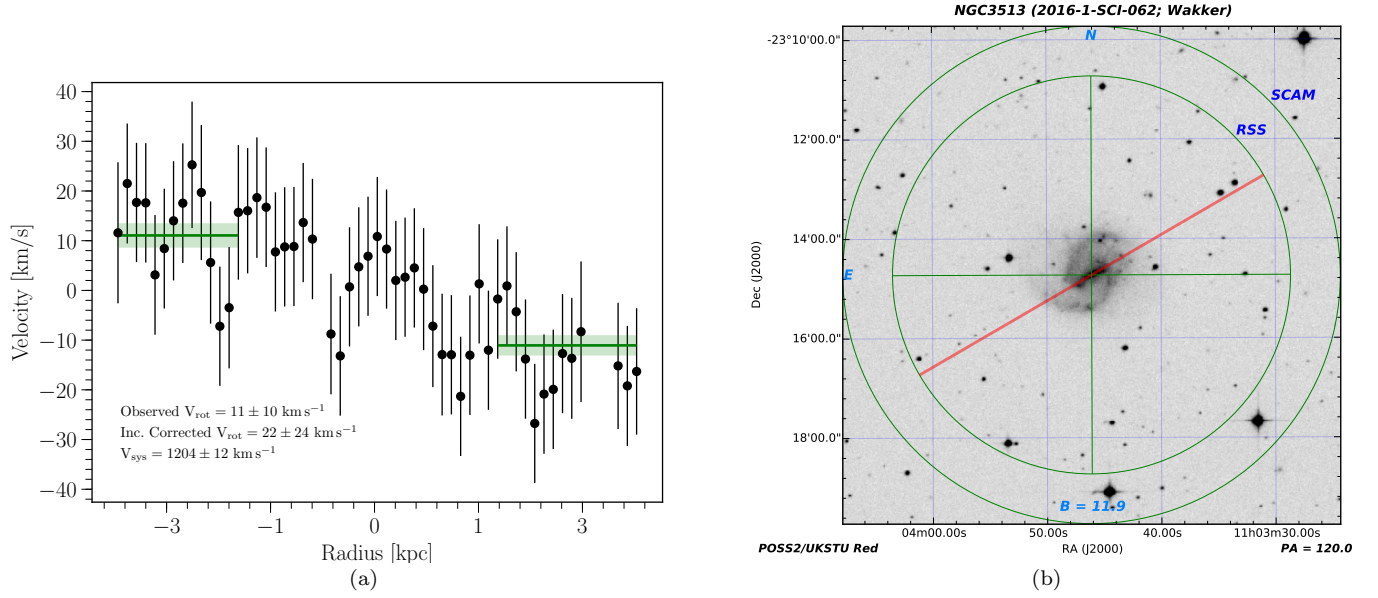 NGC3513 (2016-1-SCI-062; Wakker)
40
30
20
10
0
−10
−20
−30
−40
Velocity [km/s]
Observed V_rot = 11 ± 10 km s⁻¹
Inc. Corrected V_rot = 22 ± 24 km s⁻¹
V_sys = 1204 ± 12 km s⁻¹
−3 −1 0 1 3
Radius [kpc]
(a)
-23°10'00.0"
12'00.0"
14'00.0"
16'00.0"
18'00.0"
Dec (J2000)
N
SCAM
RSS
E
B = 11.9
04m00.00s 50.00s 40.00s 11h03m30.00s
POSS2/UKSTU Red RA (J2000) PA = 120.0
(b)